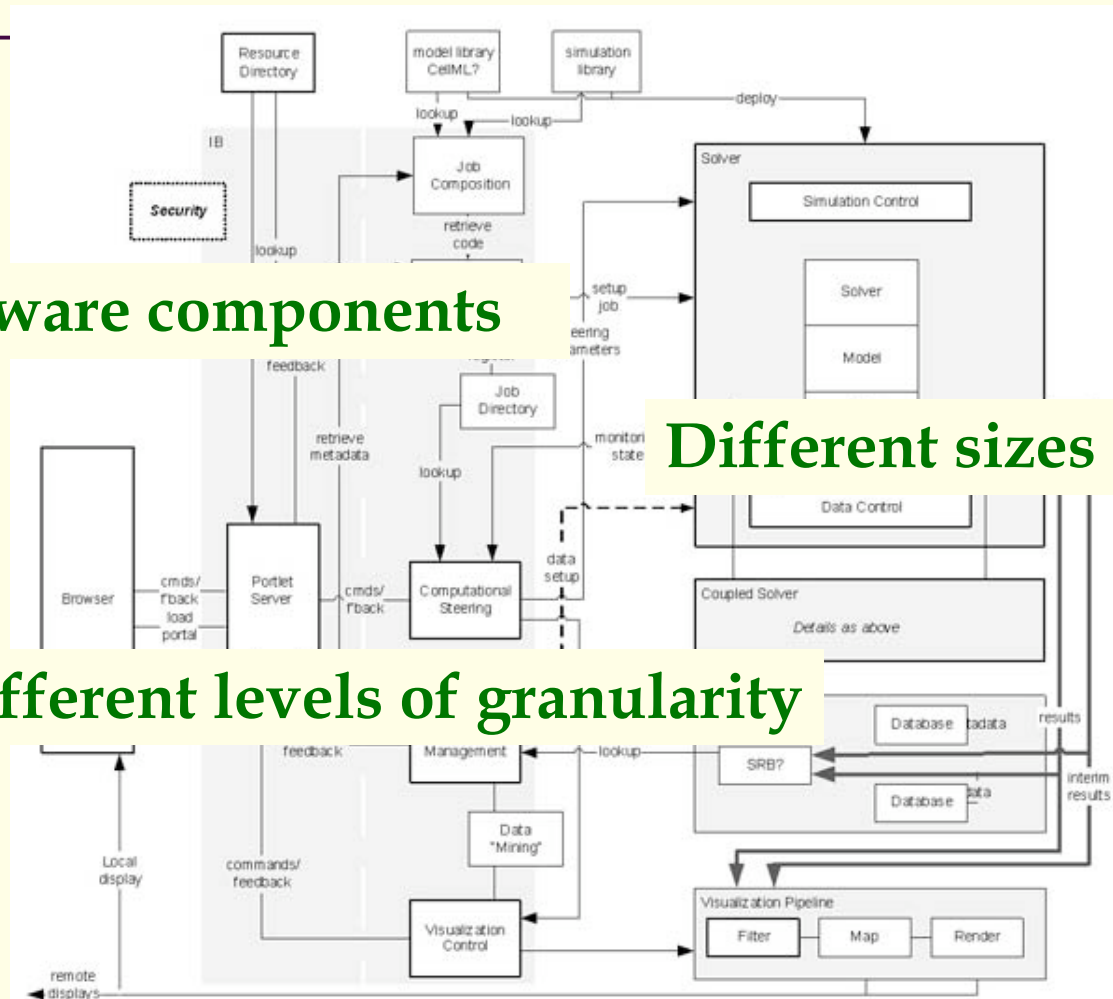 Resource
Directory
model library
CellML?
simulation
library
deploy
lookup
lookup
IB
Job
Composition
Solver
Simulation Control
Security
retrieve
code
lookup
setup
job
Solver
ware components
Model
feedback
Job
Directory
retrieve
metadata
lookup
Different sizes
Data Control
data
setup
Browser
cmds/
f'back
load
portal
Portlet
Server
cmds/
f'back
Computational
Steering
Coupled Solver
Details as above
fferent levels of granularity
feedback
Management
lookup
SRB?
Database
Database
results
interim
results
Data
"Mining"
Local
display
commands/
feedback
Visualization
Control
Visualization Pipeline
Filter
Map
Render
remote
displays